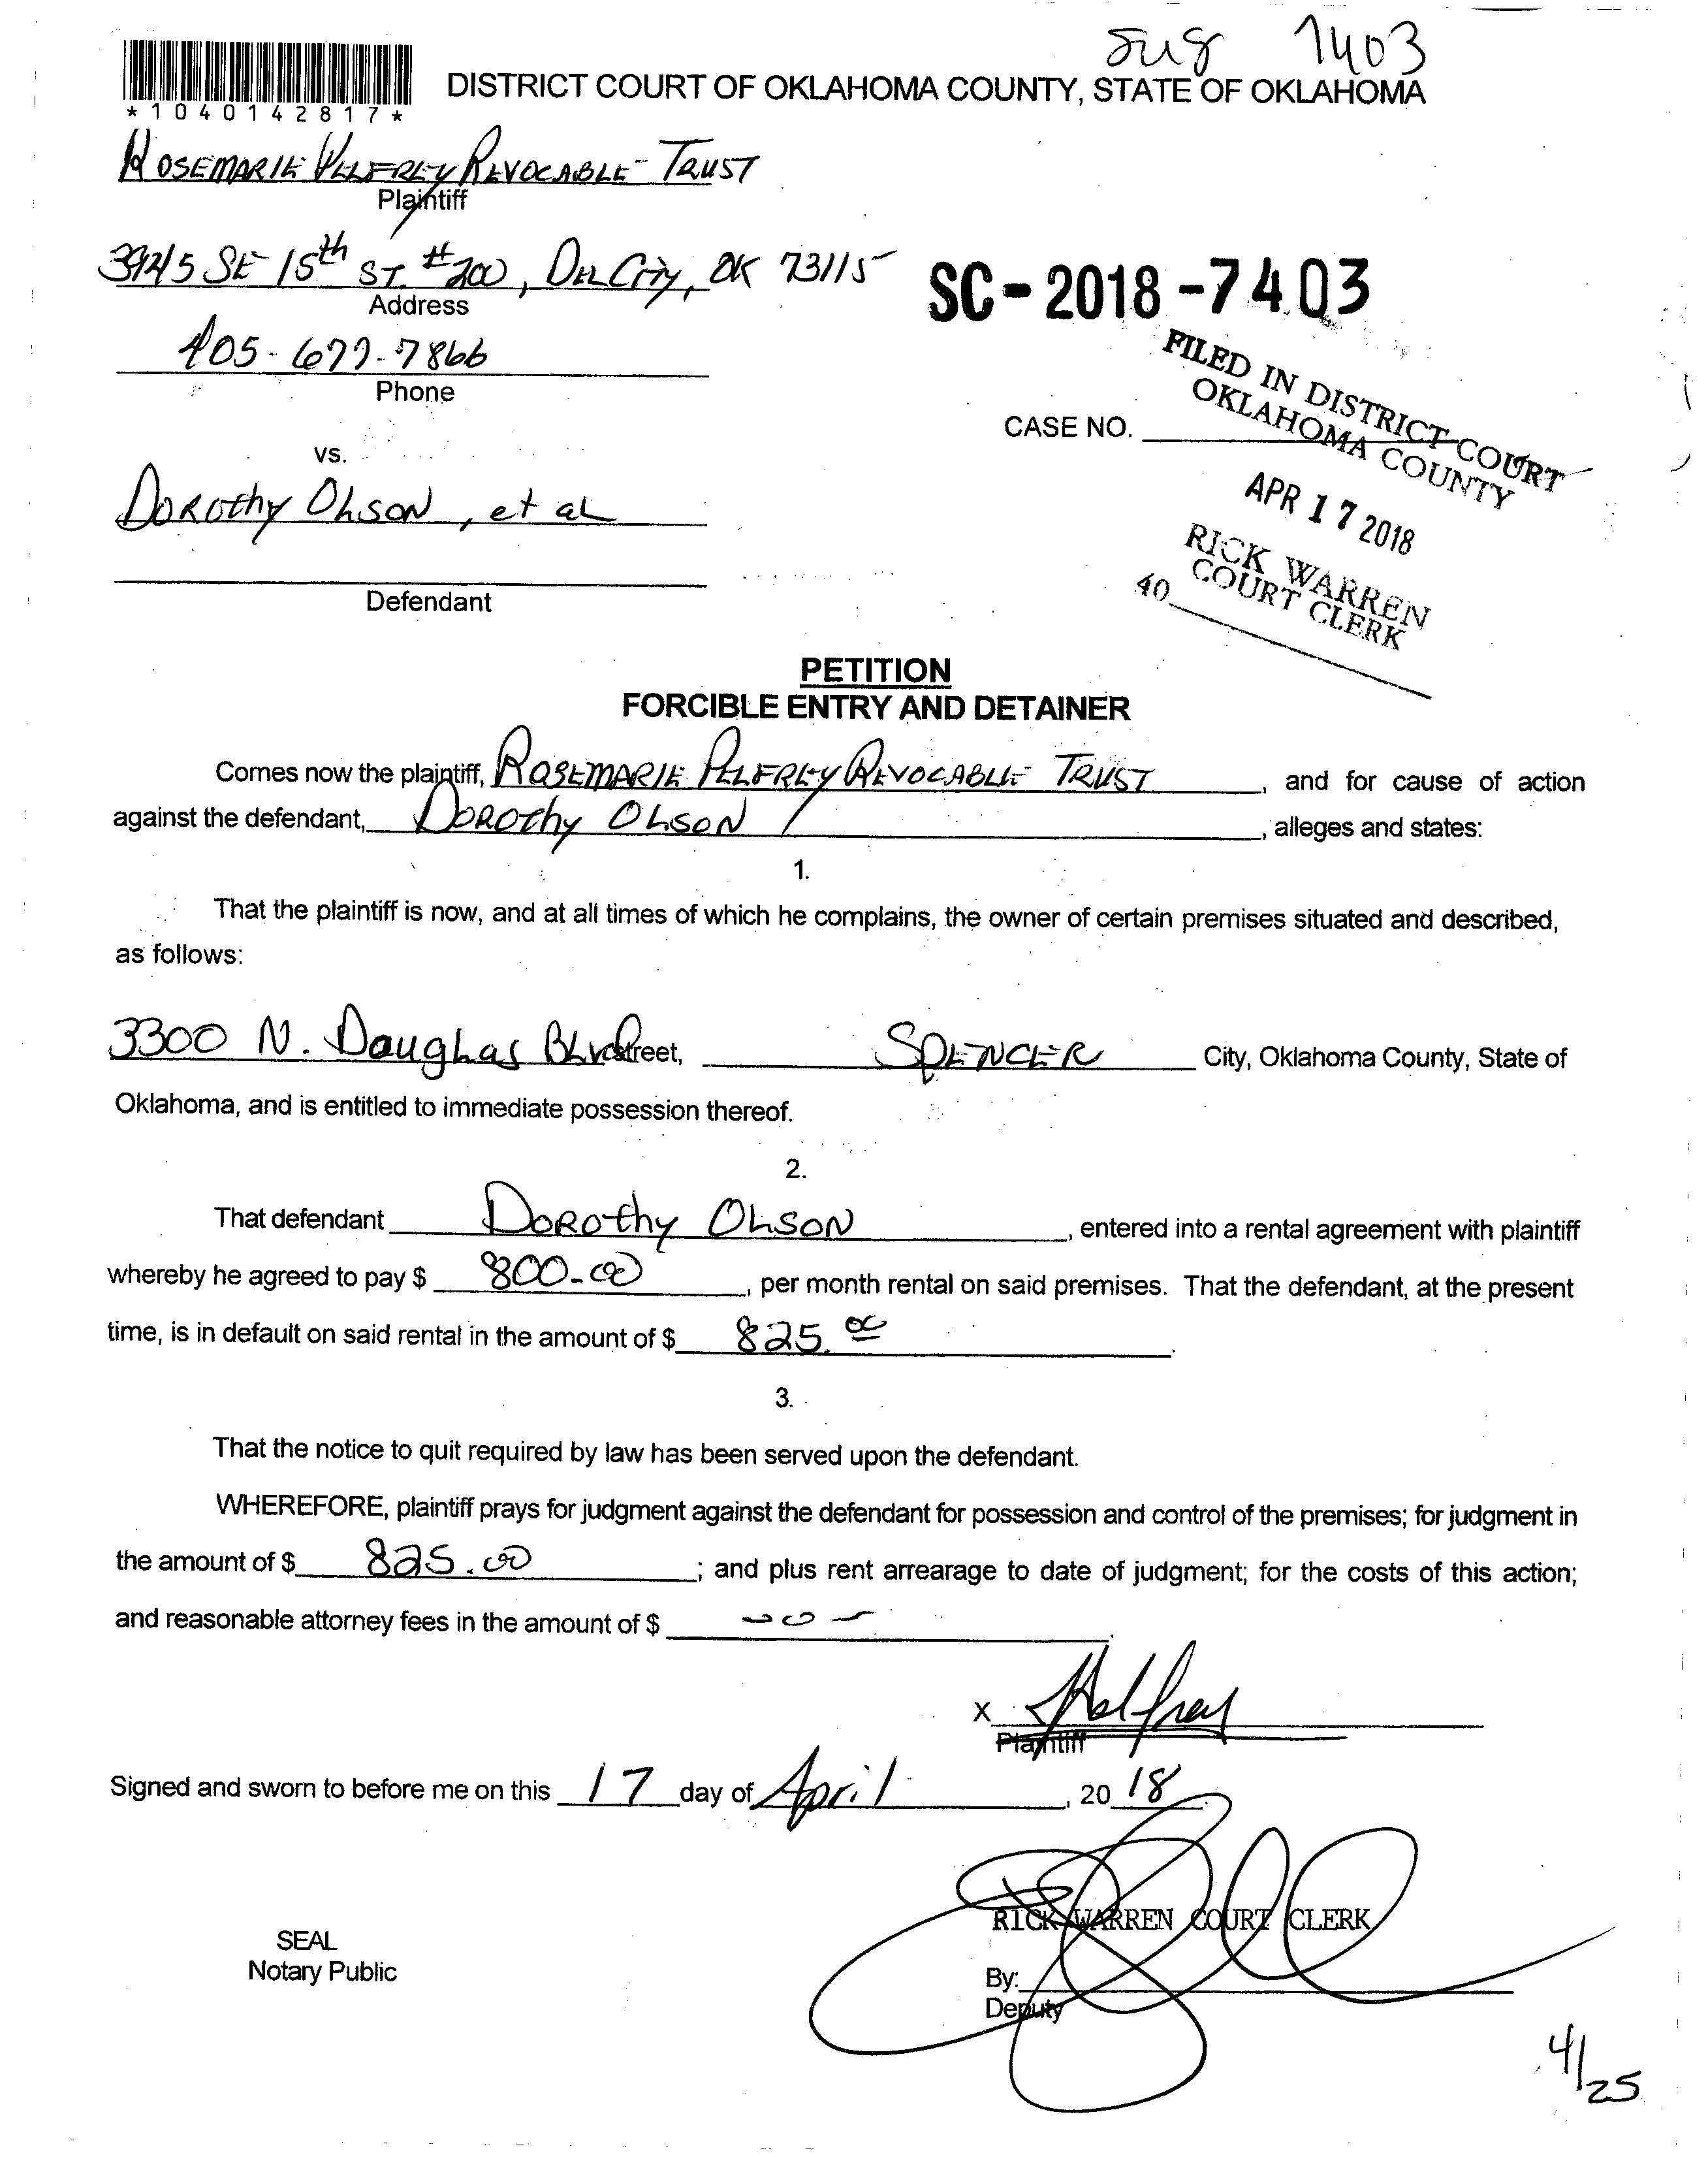 7403
*1040142817*
DISTRICT COURT OF OKLAHOMA COUNTY, STATE OF OKLAHOMA
ROSEMARIE PELFREY REVOCABLE TRUST
Plaintiff
SE 15th ST. #200, DEL CITY, OK 73115
Address
405-677-7866
Phone
SC-2018-7403
FILED IN DISTRICT COURT
OKLAHOMA COUNTY
CASE NO.
APR 17 2018
RICK WARREN
COURT CLERK
40
vs.
DOROthy OLSON, et aL
Defendant
PETITION
FORCIBLE ENTRY AND DETAINER
Comes now the plaintiff, ROSEMARIE PELFREY REVOCABLE TRUST, and for cause of action
against the defendant, DOROthy OLSON, alleges and states:
1.
That the plaintiff is now, and at all times of which he complains, the owner of certain premises situated and described,
as follows:
3300 N. DougLas BLvd Street, SPENCER City, Oklahoma County, State of
Oklahoma, and is entitled to immediate possession thereof.
2.
That defendant DOROthy OLSON, entered into a rental agreement with plaintiff
whereby he agreed to pay $ 800.00, per month rental on said premises. That the defendant, at the present
time, is in default on said rental in the amount of $ 825.00.
3.
That the notice to quit required by law has been served upon the defendant.
WHEREFORE, plaintiff prays for judgment against the defendant for possession and control of the premises; for judgment in
the amount of $ 825.00; and plus rent arrearage to date of judgment; for the costs of this action;
and reasonable attorney fees in the amount of $ -0-.
X Pelfrey
Plaintiff
Signed and sworn to before me on this 17 day of April, 2018.
RICK WARREN COURT CLERK
SEAL
Notary Public
By:
Deputy
4/25